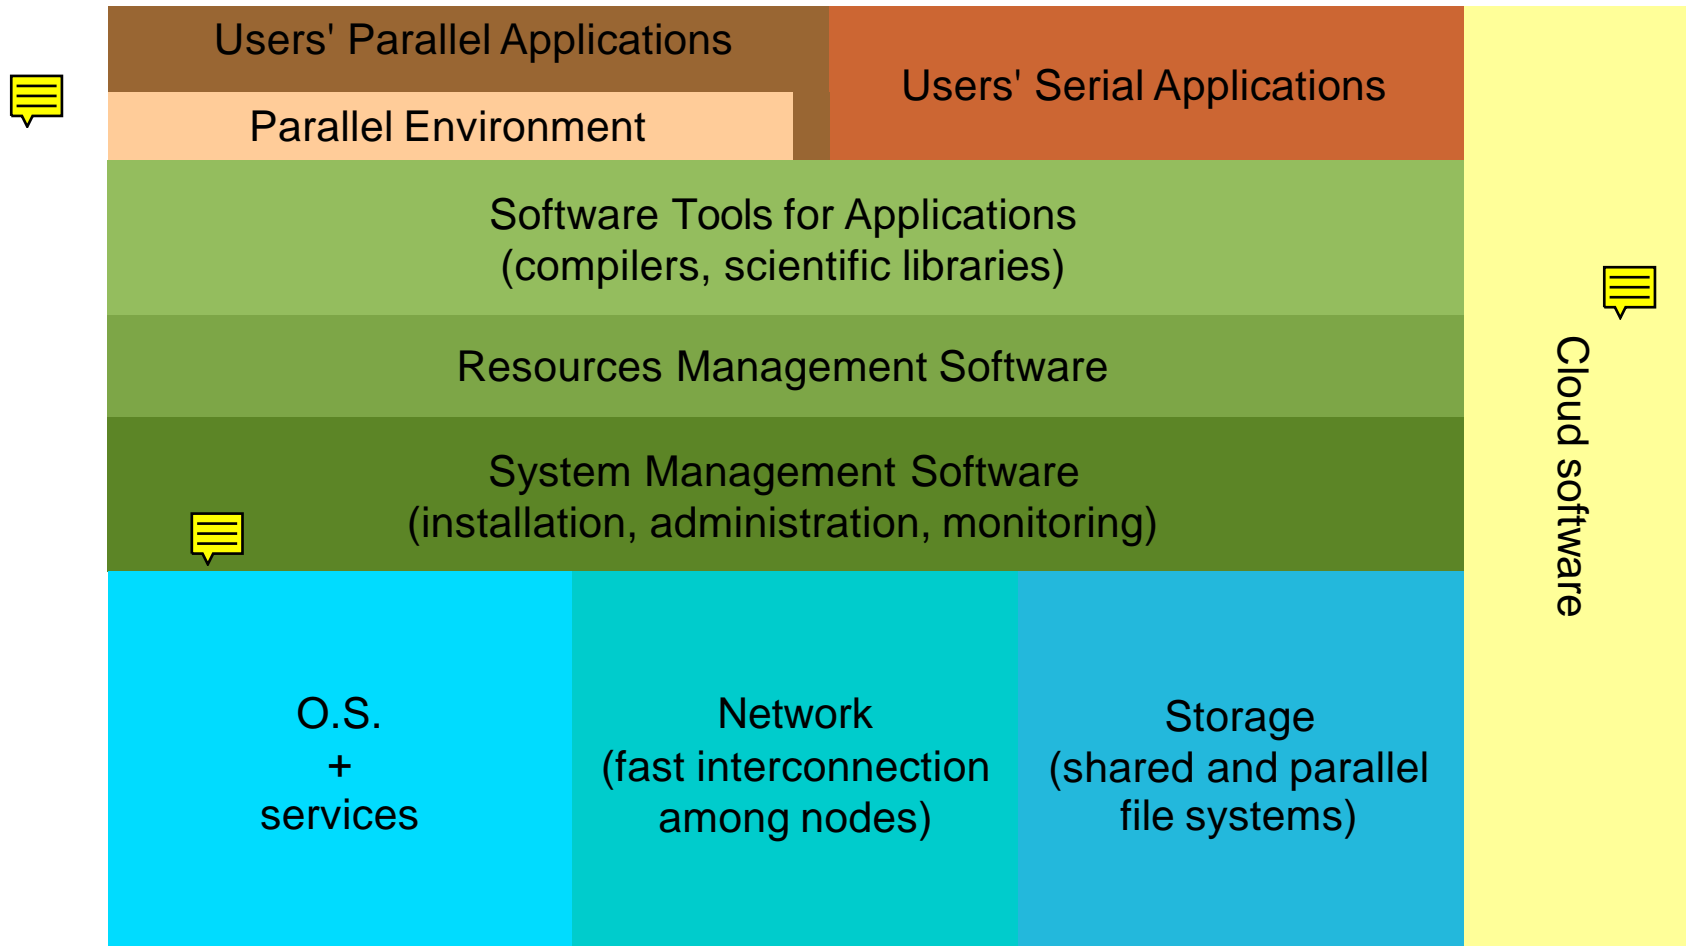 Users' Parallel Applications
Users' Serial Applications
Parallel Environment
Software Tools for Applications
(compilers, scientific libraries)
Resources Management Software
System Management Software
(installation, administration, monitoring)
O.S.
+
services
Network
(fast interconnection
among nodes)
Storage
(shared and parallel
file systems)
Cloud software